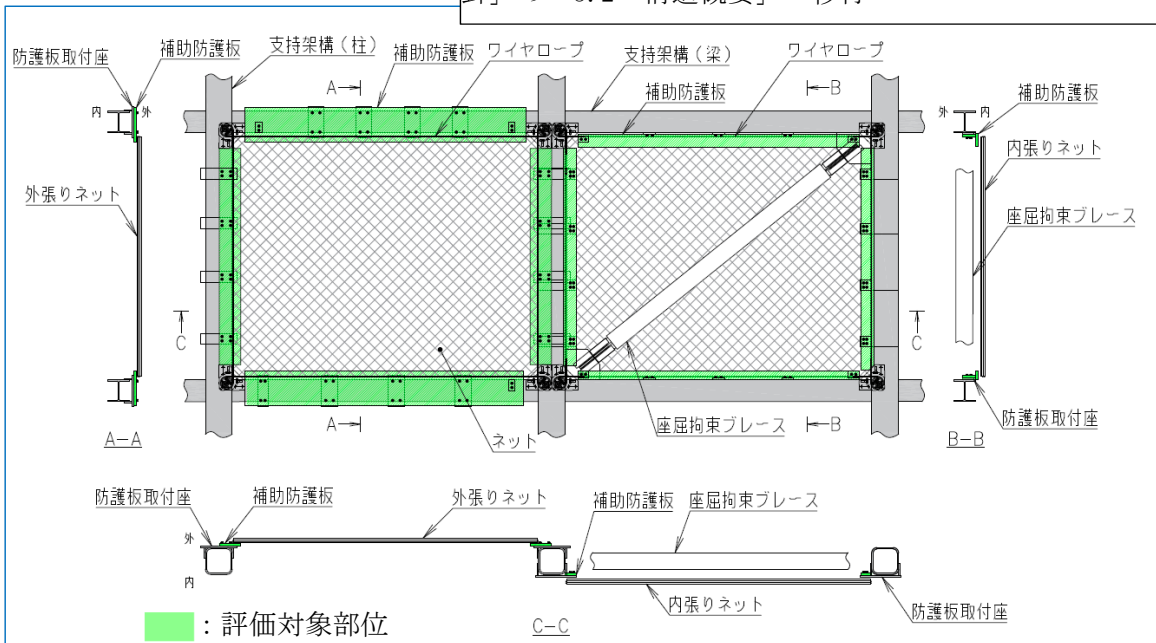 構造概要」
防護板取付座
補助防護板
支持架構(柱)
補助防護板
ワイヤロープ
支持架構(梁)
ワイヤロープ
補助防護板
補助防護板
内 外
A
B
外 内
内張りネット
外張りネット
座屈拘束ブレース
C
C
A
B
A-A
ネット
座屈拘束ブレース
防護板取付座
B-B
防護板取付座
補助防護板
外張りネット
補助防護板
座屈拘束ブレース
外
内
内張りネット
防護板取付座
:評価対象部位
C-C